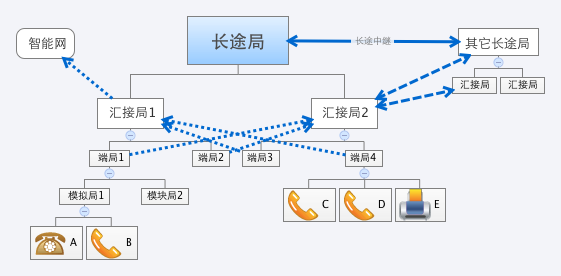 长途局
智能网
长途中继
其它长途局
汇接局
汇接局
汇接局1
汇接局2
端局1
端局2
端局3
端局4
模拟局1
模块局2
A
B
C
D
E